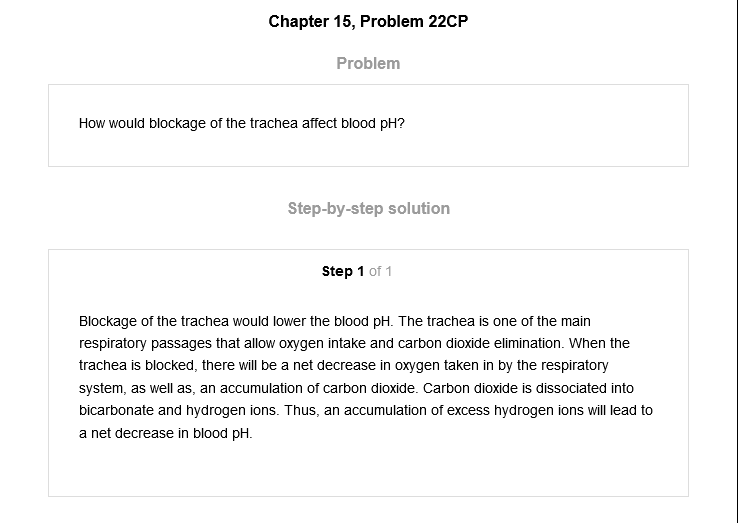 Chapter 15, Problem 22CP
Problem
How would blockage of the trachea affect blood pH?
Step-by-step solution
Step 1 of 1
Blockage of the trachea would lower the blood pH. The trachea is one of the main
respiratory passages that allow oxygen intake and carbon dioxide elimination. When the
trachea is blocked, there will be a net decrease in oxygen taken in by the respiratory
system, as well as, an accumulation of carbon dioxide. Carbon dioxide is dissociated into
bicarbonate and hydrogen ions. Thus, an accumulation of excess hydrogen ions will lead to
a net decrease in blood pH.